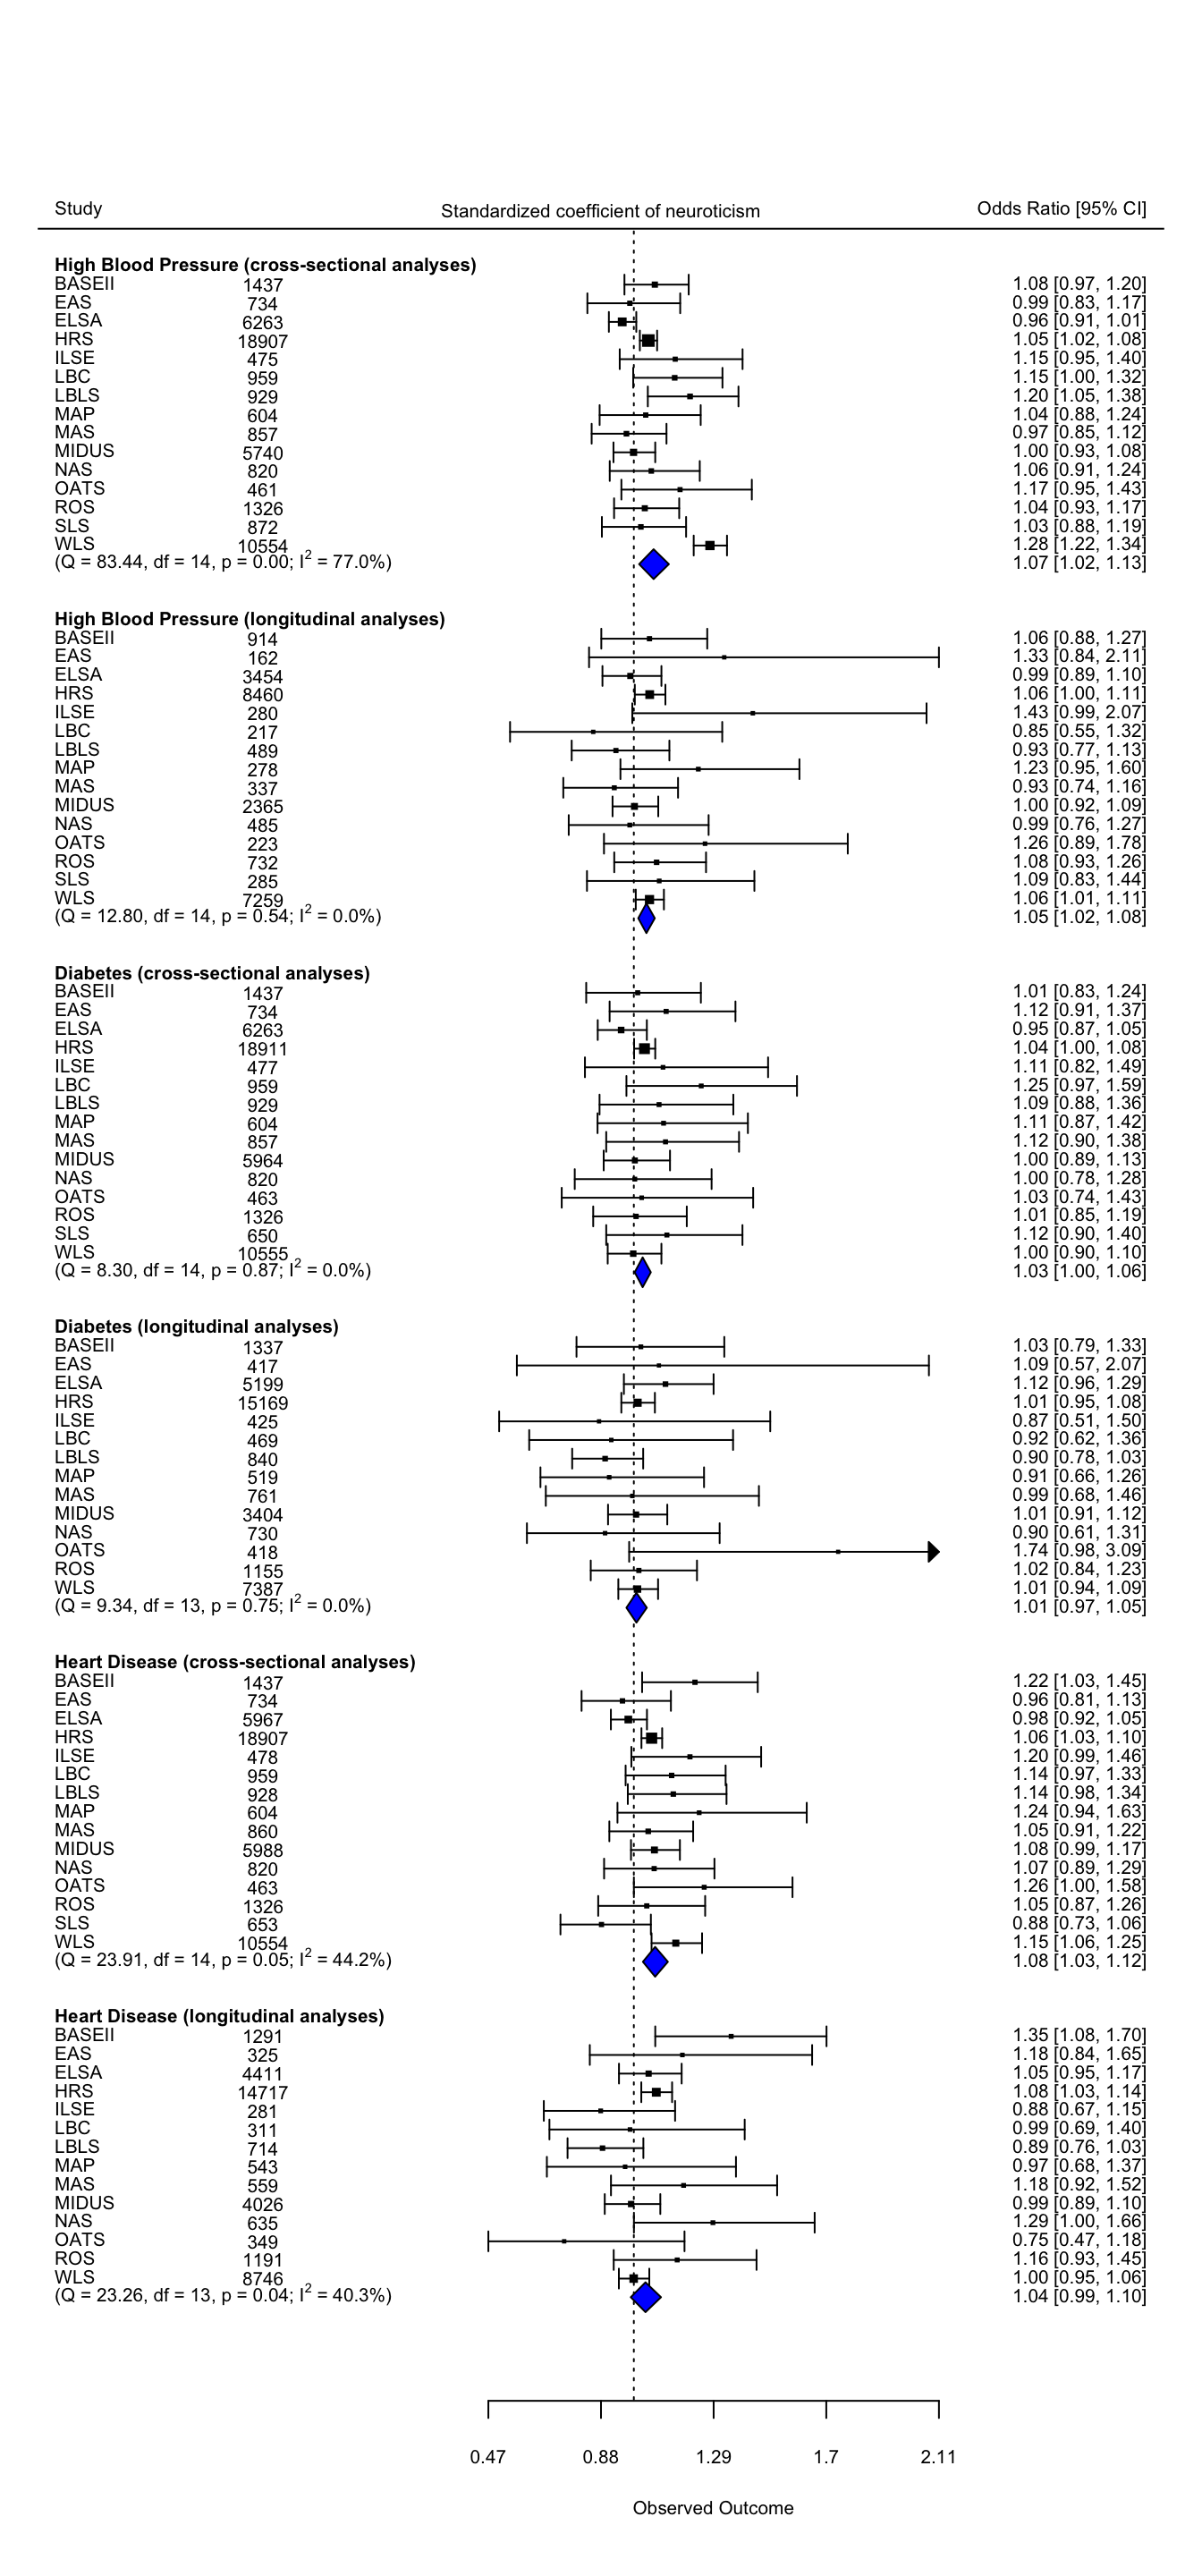 Study Standardized coefficient of neuroticism Odds Ratio [95% CI]
High Blood Pressure (cross-sectional analyses)
BASEII 1437 1.08 [0.97, 1.20]
EAS 734 0.99 [0.83, 1.17]
ELSA 6263 0.96 [0.91, 1.01]
HRS 18907 1.05 [1.02, 1.08]
ILSE 475 1.15 [0.95, 1.40]
LBC 959 1.15 [1.00, 1.32]
LBLS 929 1.20 [1.05, 1.38]
MAP 604 1.04 [0.88, 1.24]
MAS 857 0.97 [0.85, 1.12]
MIDUS 5740 1.00 [0.93, 1.08]
NAS 820 1.06 [0.91, 1.24]
OATS 461 1.17 [0.95, 1.43]
ROS 1326 1.04 [0.93, 1.17]
SLS 872 1.03 [0.88, 1.19]
WLS 10554 1.28 [1.22, 1.34]
(Q = 83.44, df = 14, p = 0.00; I² = 77.0%) 1.07 [1.02, 1.13]
High Blood Pressure (longitudinal analyses)
BASEII 914 1.06 [0.88, 1.27]
EAS 162 1.33 [0.84, 2.11]
ELSA 3454 0.99 [0.89, 1.10]
HRS 8460 1.06 [1.00, 1.11]
ILSE 280 1.43 [0.99, 2.07]
LBC 217 0.85 [0.55, 1.32]
LBLS 489 0.93 [0.77, 1.13]
MAP 278 1.23 [0.95, 1.60]
MAS 337 0.93 [0.74, 1.16]
MIDUS 2365 1.00 [0.92, 1.09]
NAS 485 0.99 [0.76, 1.27]
OATS 223 1.26 [0.89, 1.78]
ROS 732 1.08 [0.93, 1.26]
SLS 285 1.09 [0.83, 1.44]
WLS 7259 1.06 [1.01, 1.11]
(Q = 12.80, df = 14, p = 0.54; I² = 0.0%) 1.05 [1.02, 1.08]
Diabetes (cross-sectional analyses)
BASEII 1437 1.01 [0.83, 1.24]
EAS 734 1.12 [0.91, 1.37]
ELSA 6263 0.95 [0.87, 1.05]
HRS 18911 1.04 [1.00, 1.08]
ILSE 477 1.11 [0.82, 1.49]
LBC 959 1.25 [0.97, 1.59]
LBLS 929 1.09 [0.88, 1.36]
MAP 604 1.11 [0.87, 1.42]
MAS 857 1.12 [0.90, 1.38]
MIDUS 5964 1.00 [0.89, 1.13]
NAS 820 1.00 [0.78, 1.28]
OATS 463 1.03 [0.74, 1.43]
ROS 1326 1.01 [0.85, 1.19]
SLS 650 1.12 [0.90, 1.40]
WLS 10555 1.00 [0.90, 1.10]
(Q = 8.30, df = 14, p = 0.87; I² = 0.0%) 1.03 [1.00, 1.06]
Diabetes (longitudinal analyses)
BASEII 1337 1.03 [0.79, 1.33]
EAS 417 1.09 [0.57, 2.07]
ELSA 5199 1.12 [0.96, 1.29]
HRS 15169 1.01 [0.95, 1.08]
ILSE 425 0.87 [0.51, 1.50]
LBC 469 0.92 [0.62, 1.36]
LBLS 840 0.90 [0.78, 1.03]
MAP 519 0.91 [0.66, 1.26]
MAS 761 0.99 [0.68, 1.46]
MIDUS 3404 1.01 [0.91, 1.12]
NAS 730 0.90 [0.61, 1.31]
OATS 418 1.74 [0.98, 3.09]
ROS 1155 1.02 [0.84, 1.23]
WLS 7387 1.01 [0.94, 1.09]
(Q = 9.34, df = 13, p = 0.75; I² = 0.0%) 1.01 [0.97, 1.05]
Heart Disease (cross-sectional analyses)
BASEII 1437 1.22 [1.03, 1.45]
EAS 734 0.96 [0.81, 1.13]
ELSA 5967 0.98 [0.92, 1.05]
HRS 18907 1.06 [1.03, 1.10]
ILSE 478 1.20 [0.99, 1.46]
LBC 959 1.14 [0.97, 1.33]
LBLS 928 1.14 [0.98, 1.34]
MAP 604 1.24 [0.94, 1.63]
MAS 860 1.05 [0.91, 1.22]
MIDUS 5988 1.08 [0.99, 1.17]
NAS 820 1.07 [0.89, 1.29]
OATS 463 1.26 [1.00, 1.58]
ROS 1326 1.05 [0.87, 1.26]
SLS 653 0.88 [0.73, 1.06]
WLS 10554 1.15 [1.06, 1.25]
(Q = 23.91, df = 14, p = 0.05; I² = 44.2%) 1.08 [1.03, 1.12]
Heart Disease (longitudinal analyses)
BASEII 1291 1.35 [1.08, 1.70]
EAS 325 1.18 [0.84, 1.65]
ELSA 4411 1.05 [0.95, 1.17]
HRS 14717 1.08 [1.03, 1.14]
ILSE 281 0.88 [0.67, 1.15]
LBC 311 0.99 [0.69, 1.40]
LBLS 714 0.89 [0.76, 1.03]
MAP 543 0.97 [0.68, 1.37]
MAS 559 1.18 [0.92, 1.52]
MIDUS 4026 0.99 [0.89, 1.10]
NAS 635 1.29 [1.00, 1.66]
OATS 349 0.75 [0.47, 1.18]
ROS 1191 1.16 [0.93, 1.45]
WLS 8746 1.00 [0.95, 1.06]
(Q = 23.26, df = 13, p = 0.04; I² = 40.3%) 1.04 [0.99, 1.10]
0.47 0.88 1.29 1.7 2.11
Observed Outcome